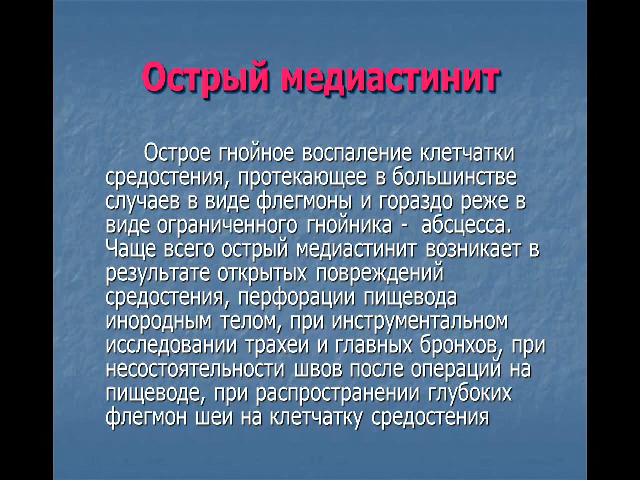 Острый медиастинит
Острое гнойное воспаление клетчатки
средостения, протекающее в большинстве
случаев в виде флегмоны и гораздо реже в
виде ограниченного гнойника - абсцесса.
Чаще всего острый медиастинит возникает в
результате открытых повреждений
средостения, перфорации пищевода
инородным телом, при инструментальном
исследовании трахеи и главных бронхов, при
несостоятельности швов после операций на
пищеводе, при распространении глубоких
флегмон шеи на клетчатку средостения